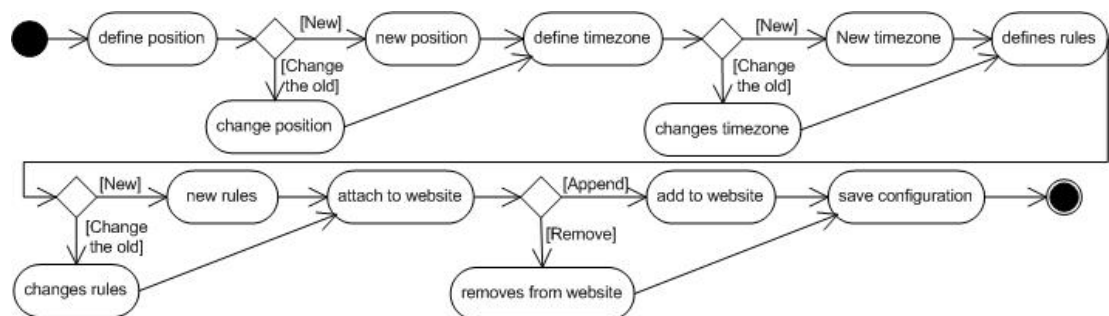 [New]
[New]
define position
new position
define timezone
New timezone
defines rules
[Change
the old]
[Change
the old]
change position
changes timezone
[New]
[Append]
new rules
attach to website
add to website
save configuration
[Change
the old]
[Remove]
changes rules
removes from website